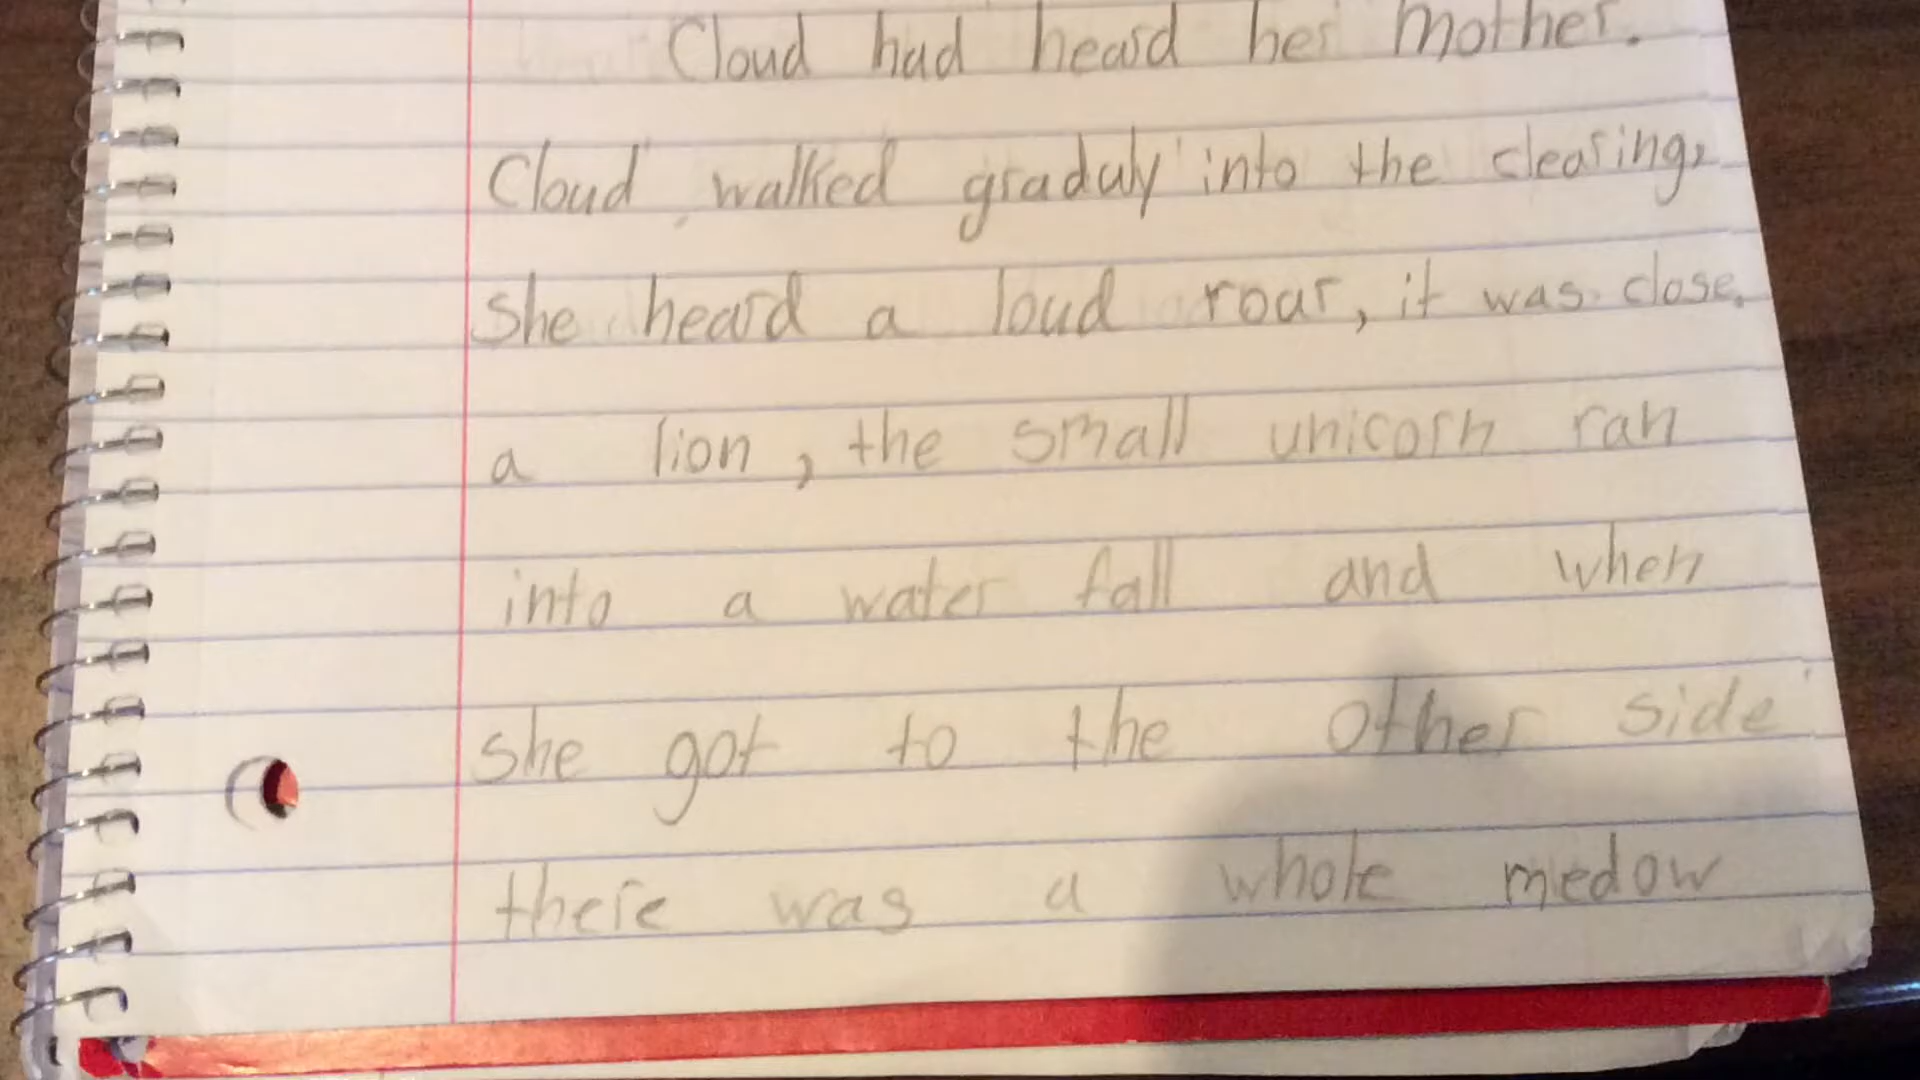 Cloud had heard her mother.
Cloud walked graduly into the clearing,
She heard a loud roar, it was close.
a lion, the small unicorn ran
into a water fall and when
she got to the other side
there was a whole medow